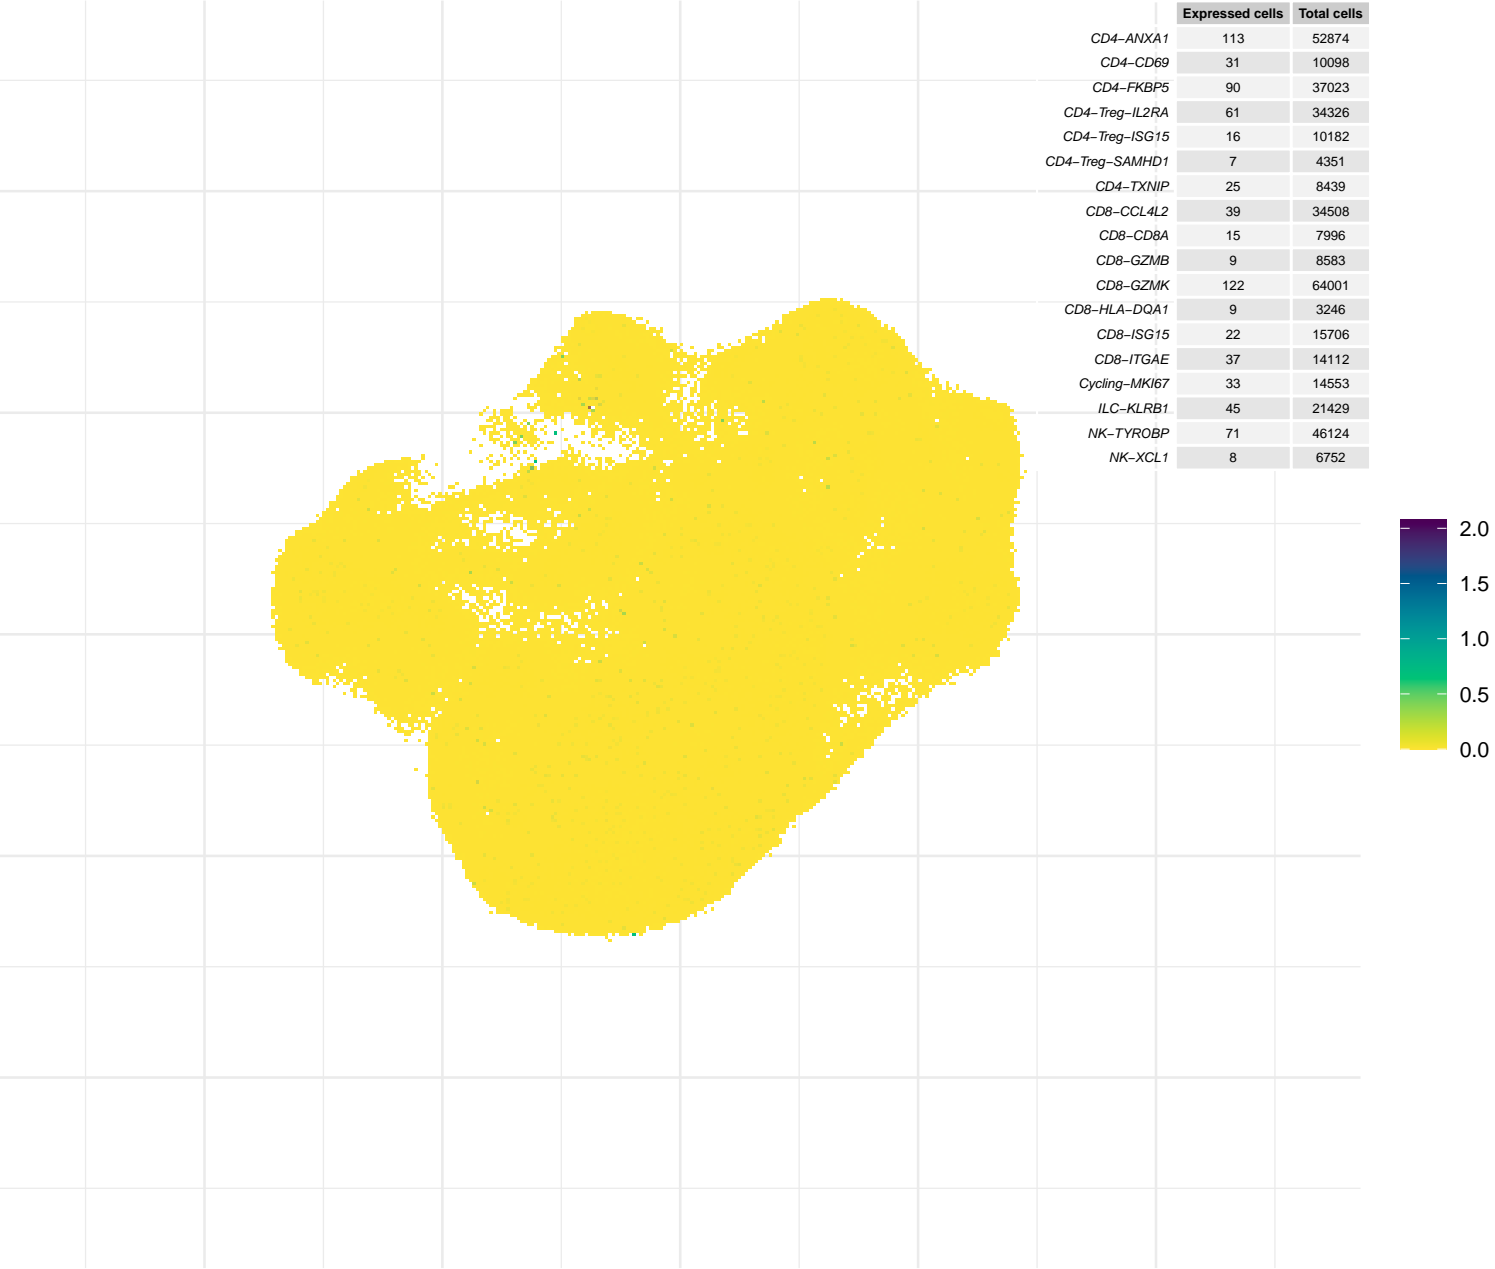 Expressed cells Total cells
CD4−ANXA1 113 52874
CD4−CD69 31 10098
CD4−FKBP5 90 37023
CD4−Treg−IL2RA 61 34326
CD4−Treg−ISG15 16 10182
CD4−Treg−SAMHD1 7 4351
CD4−TXNIP 25 8439
CD8−CCL4L2 39 34508
CD8−CD8A 15 7996
CD8−GZMB 9 8583
CD8−GZMK 122 64001
CD8−HLA−DQA1 9 3246
CD8−ISG15 22 15706
CD8−ITGAE 37 14112
Cycling−MKI67 33 14553
ILC−KLRB1 45 21429
NK−TYROBP 71 46124
NK−XCL1 8 6752
2.0
1.5
1.0
0.5
0.0